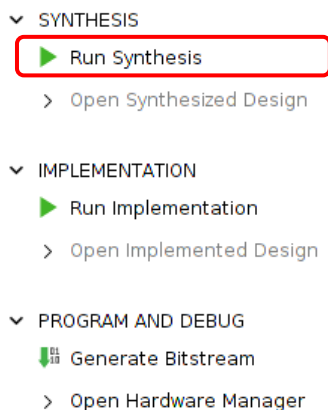 SYNTHESIS
Run Synthesis
Open Synthesized Design
IMPLEMENTATION
Run Implementation
Open Implemented Design
PROGRAM AND DEBUG
Generate Bitstream
Open Hardware Manager